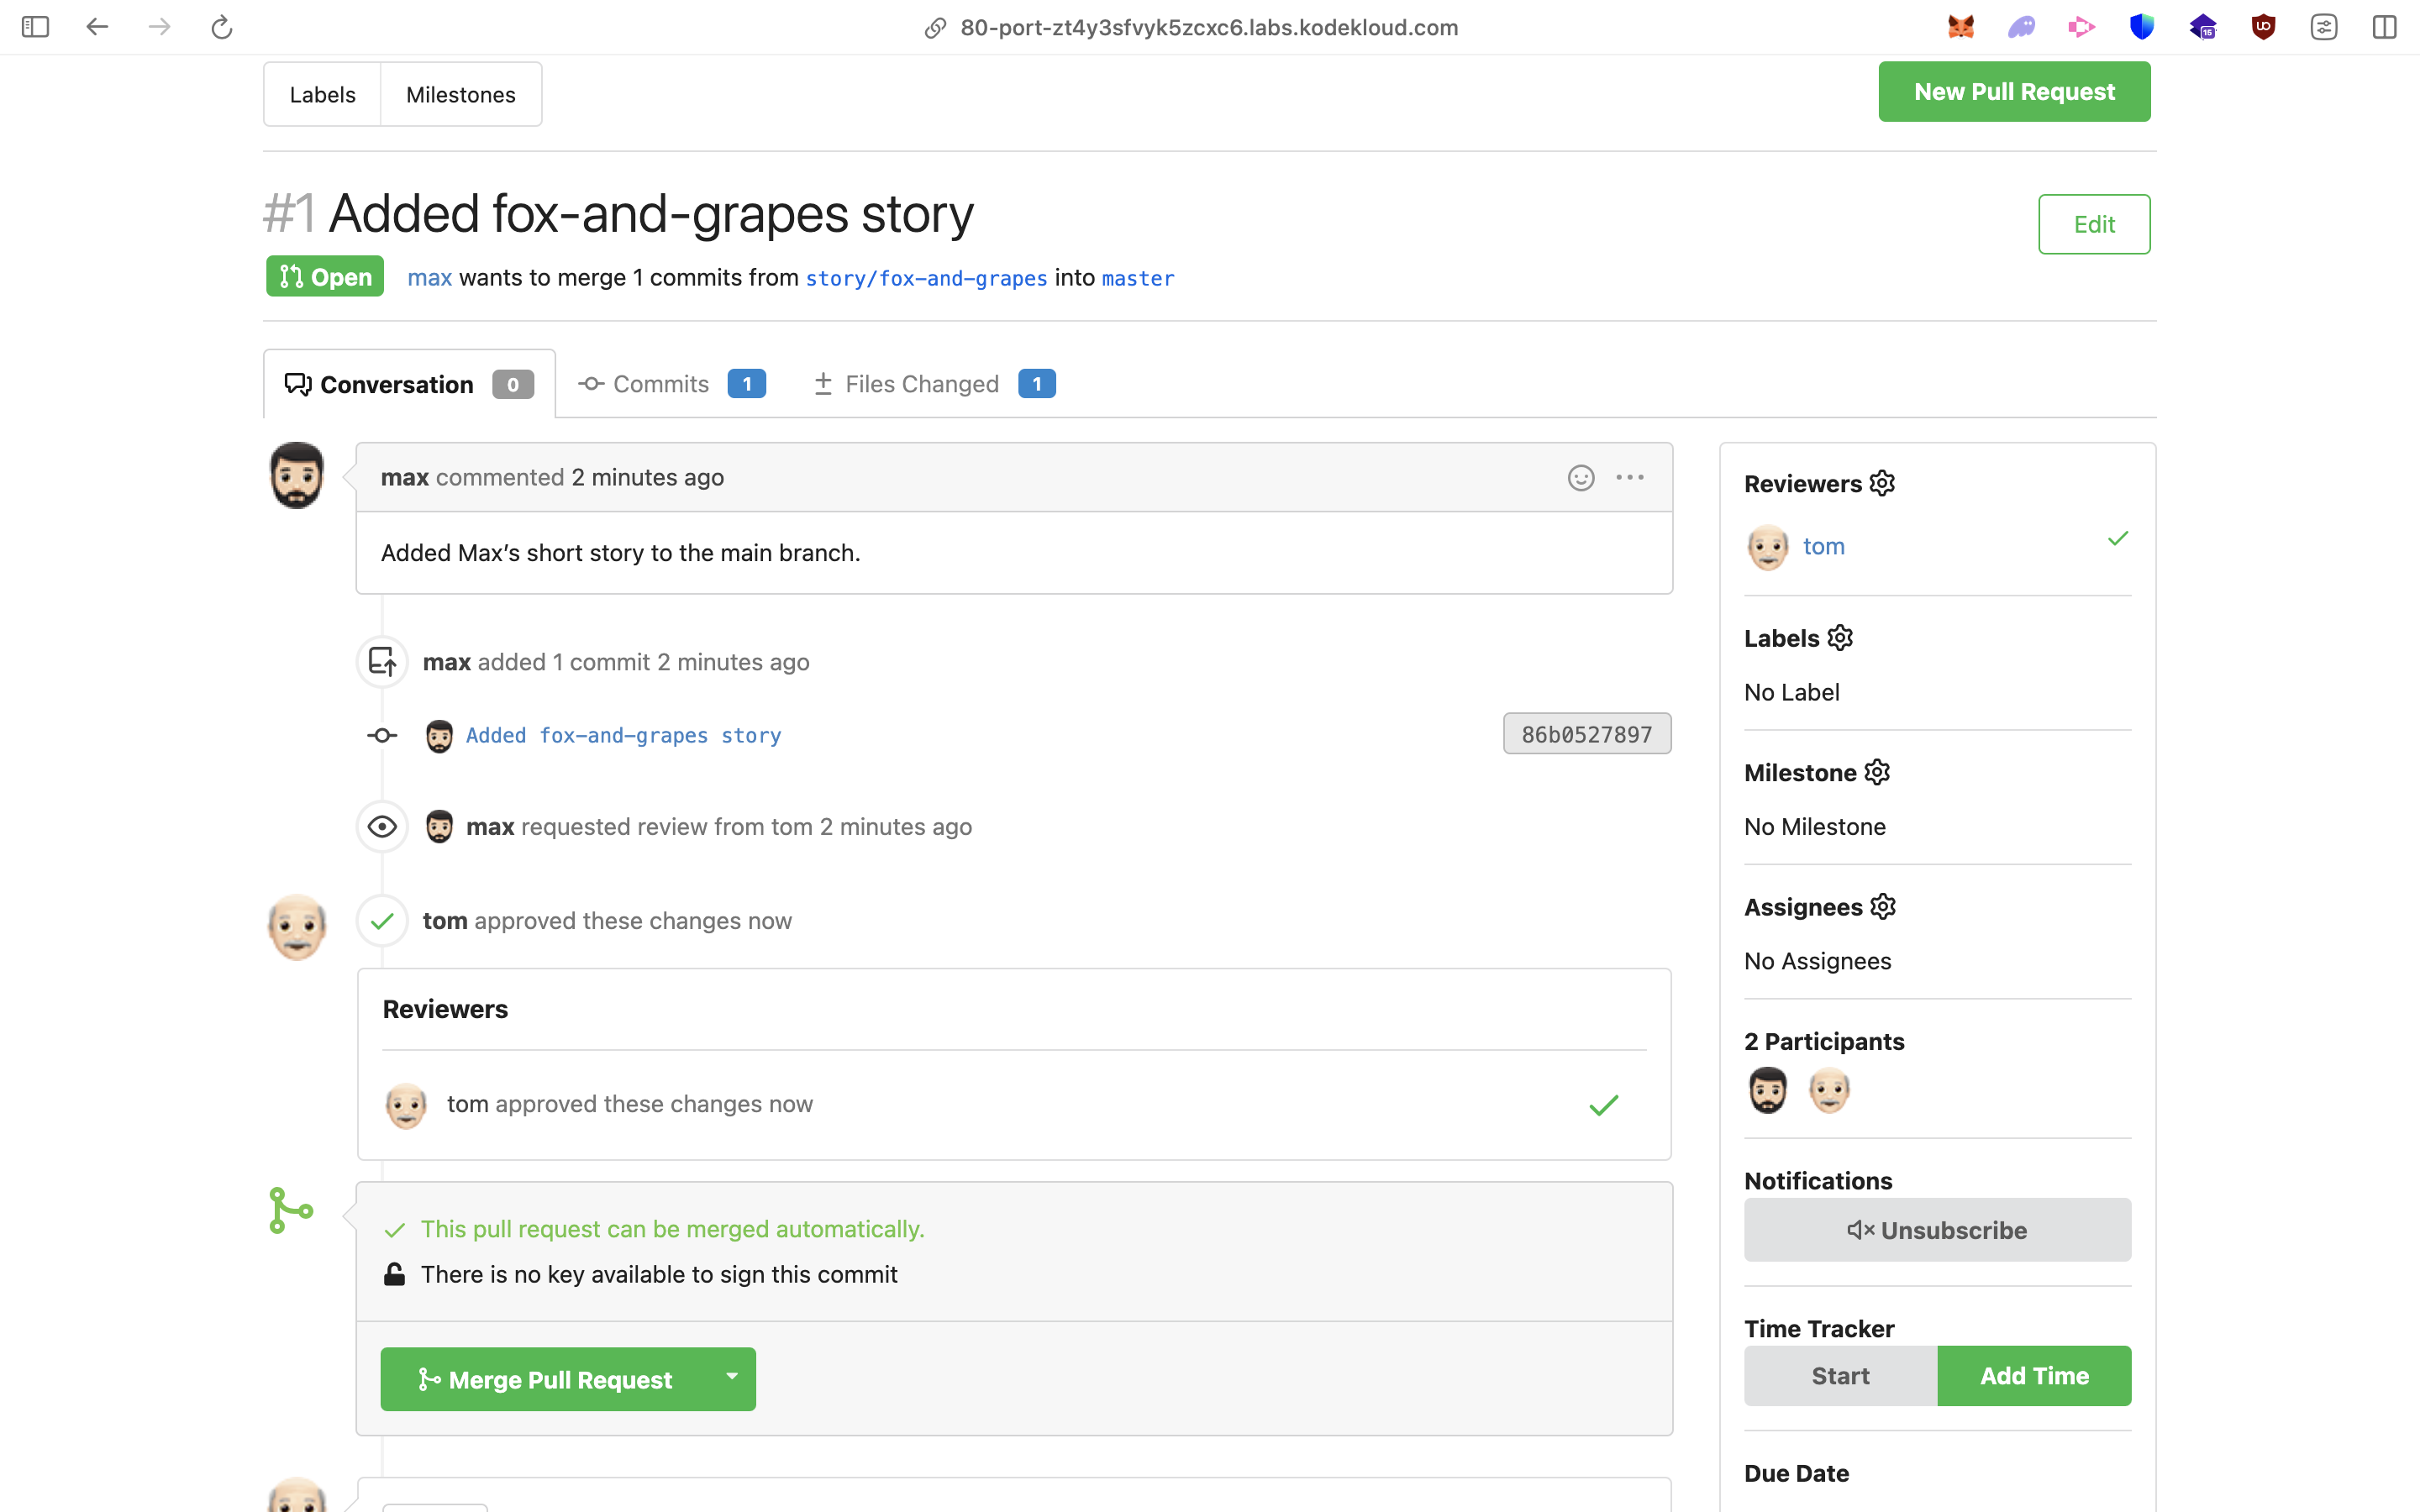 80-port-zt4y3sfvyk5zcxc6.labs.kodekloud.com
15
Labels Milestones New Pull Request
#1 Added fox-and-grapes story Edit
Open max wants to merge 1 commits from story/fox-and-grapes into master
Conversation 0 Commits 1 Files Changed 1
max commented 2 minutes ago
Added Max’s short story to the main branch.
max added 1 commit 2 minutes ago
Added fox-and-grapes story 86b0527897
max requested review from tom 2 minutes ago
tom approved these changes now
Reviewers
tom approved these changes now
This pull request can be merged automatically.
There is no key available to sign this commit
Merge Pull Request
Reviewers
tom
Labels
No Label
Milestone
No Milestone
Assignees
No Assignees
2 Participants
Notifications
Unsubscribe
Time Tracker
Start Add Time
Due Date